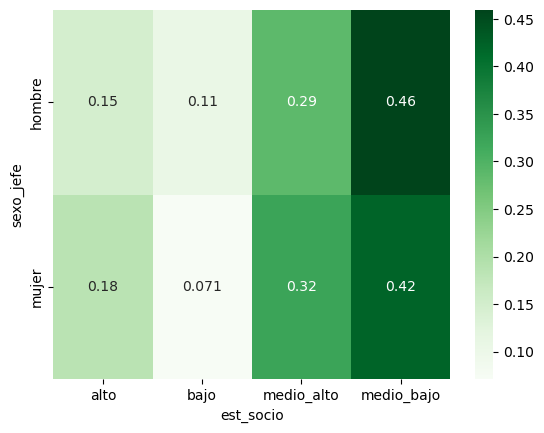 hombre 0.15 0.11 0.29 0.46
mujer 0.18 0.071 0.32 0.42
sexo_jefe
alto bajo medio_alto medio_bajo
est_socio
0.45
0.40
0.35
0.30
0.25
0.20
0.15
0.10